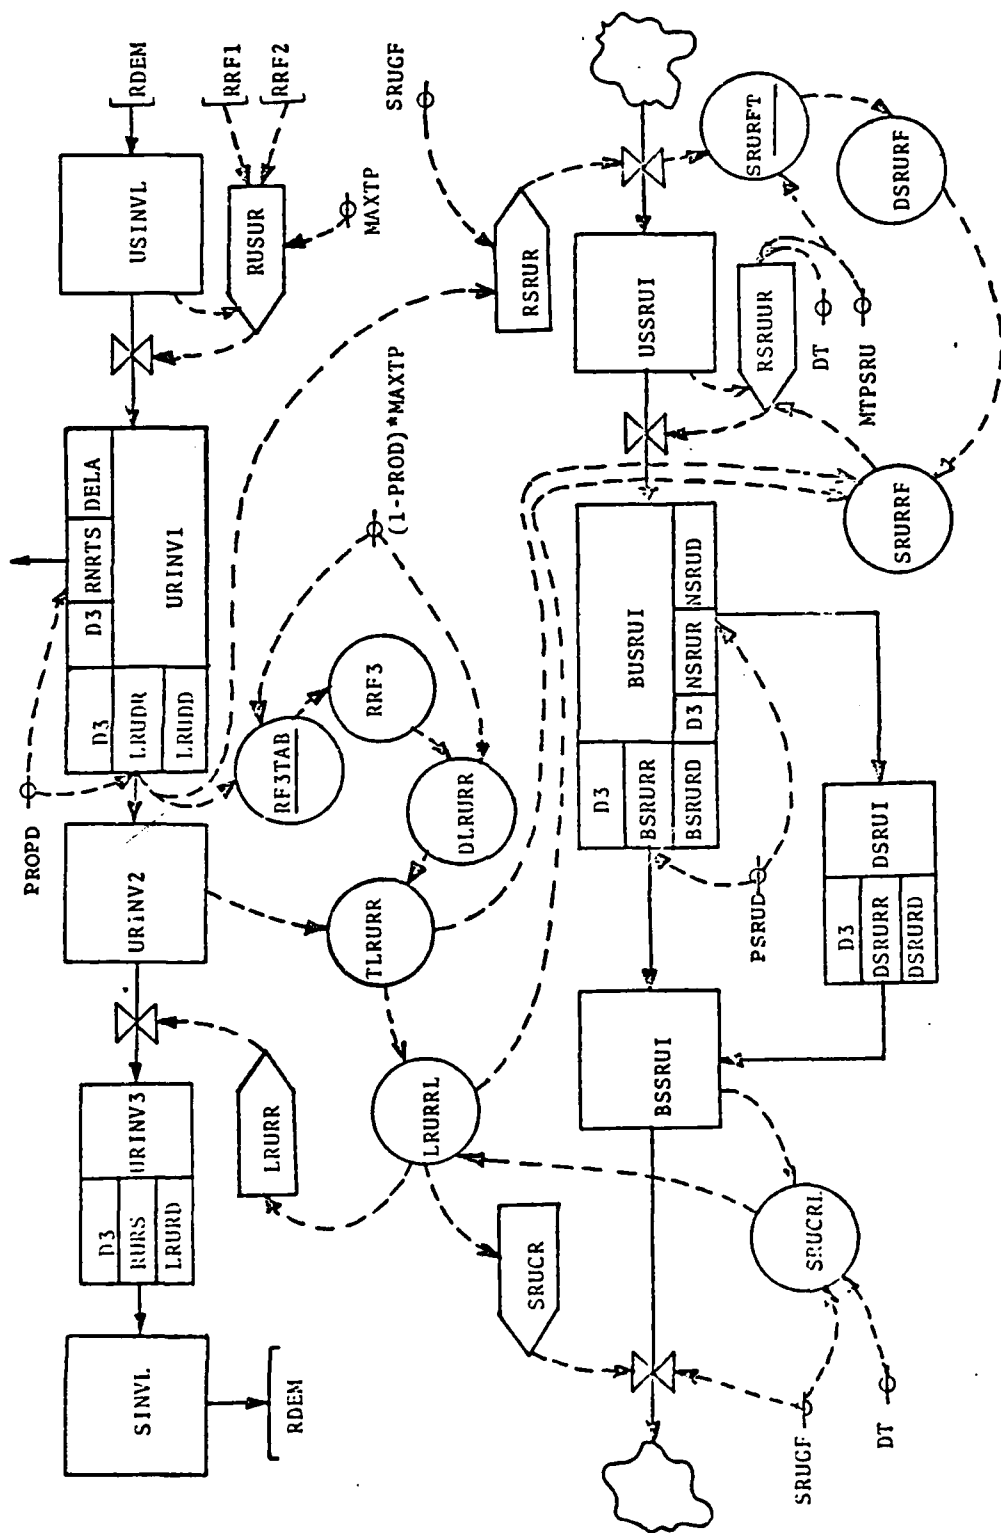 PROPD
D3
D3
RNRTS
DELA
SINVL
D3
RURS
LRURD
URINV3
URINV2
LRUDR
LRUDD
URINV1
USINVL
RDEM
RRF1
RRF2
RDEM
LRURR
RF3TAB
RUSUR
MAXTP
RRF3
(1-PROD)*MAXTP
SRUGF
TLRURR
DLRURR
LRURRL
SRUCR
RSRUR
BSSRUI
D3
BSRURR
BSRURD
BUSRUI
D3
NSRUR
NSRUD
USSRUI
SRURFT
RSRUUR
PSRUD
SRUCRL
SRUGF
DT
MTPSRU
DT
D3
DSRURR
DSRURD
DSRUI
SRURRF
DSRURF